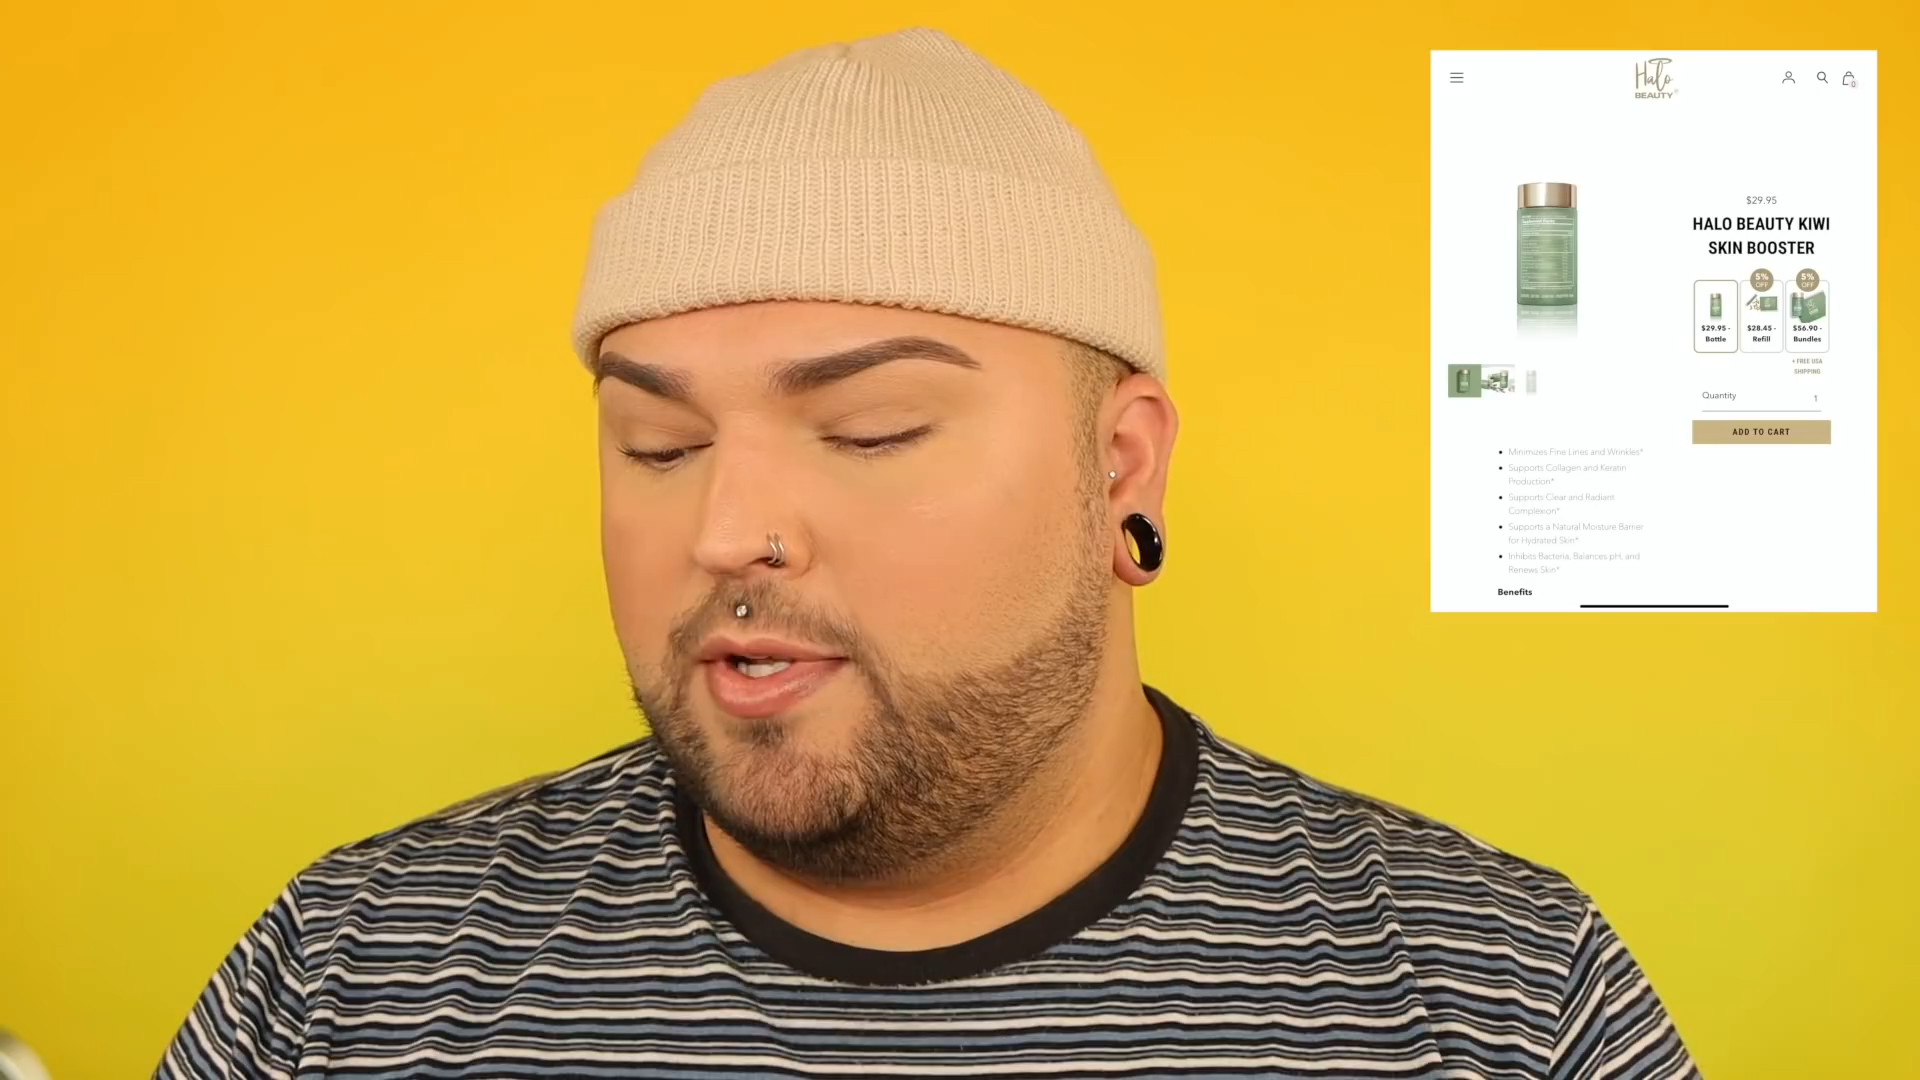 Halo
BEAUTY
0
$29.95
HALO BEAUTY KIWI
SKIN BOOSTER
5%
OFF
5%
OFF
$29.95 -
Bottle
$28.45 -
Refill
$56.90 -
Bundles
+ FREE USA
SHIPPING
Quantity
1
ADD TO CART
Minimizes Fine Lines and Wrinkles*
Supports Collagen and Keratin
Production*
Supports Clear and Radiant
Complexion*
Supports a Natural Moisture Barrier
for Hydrated Skin*
Inhibits Bacteria, Balances pH, and
Renews Skin*
Benefits